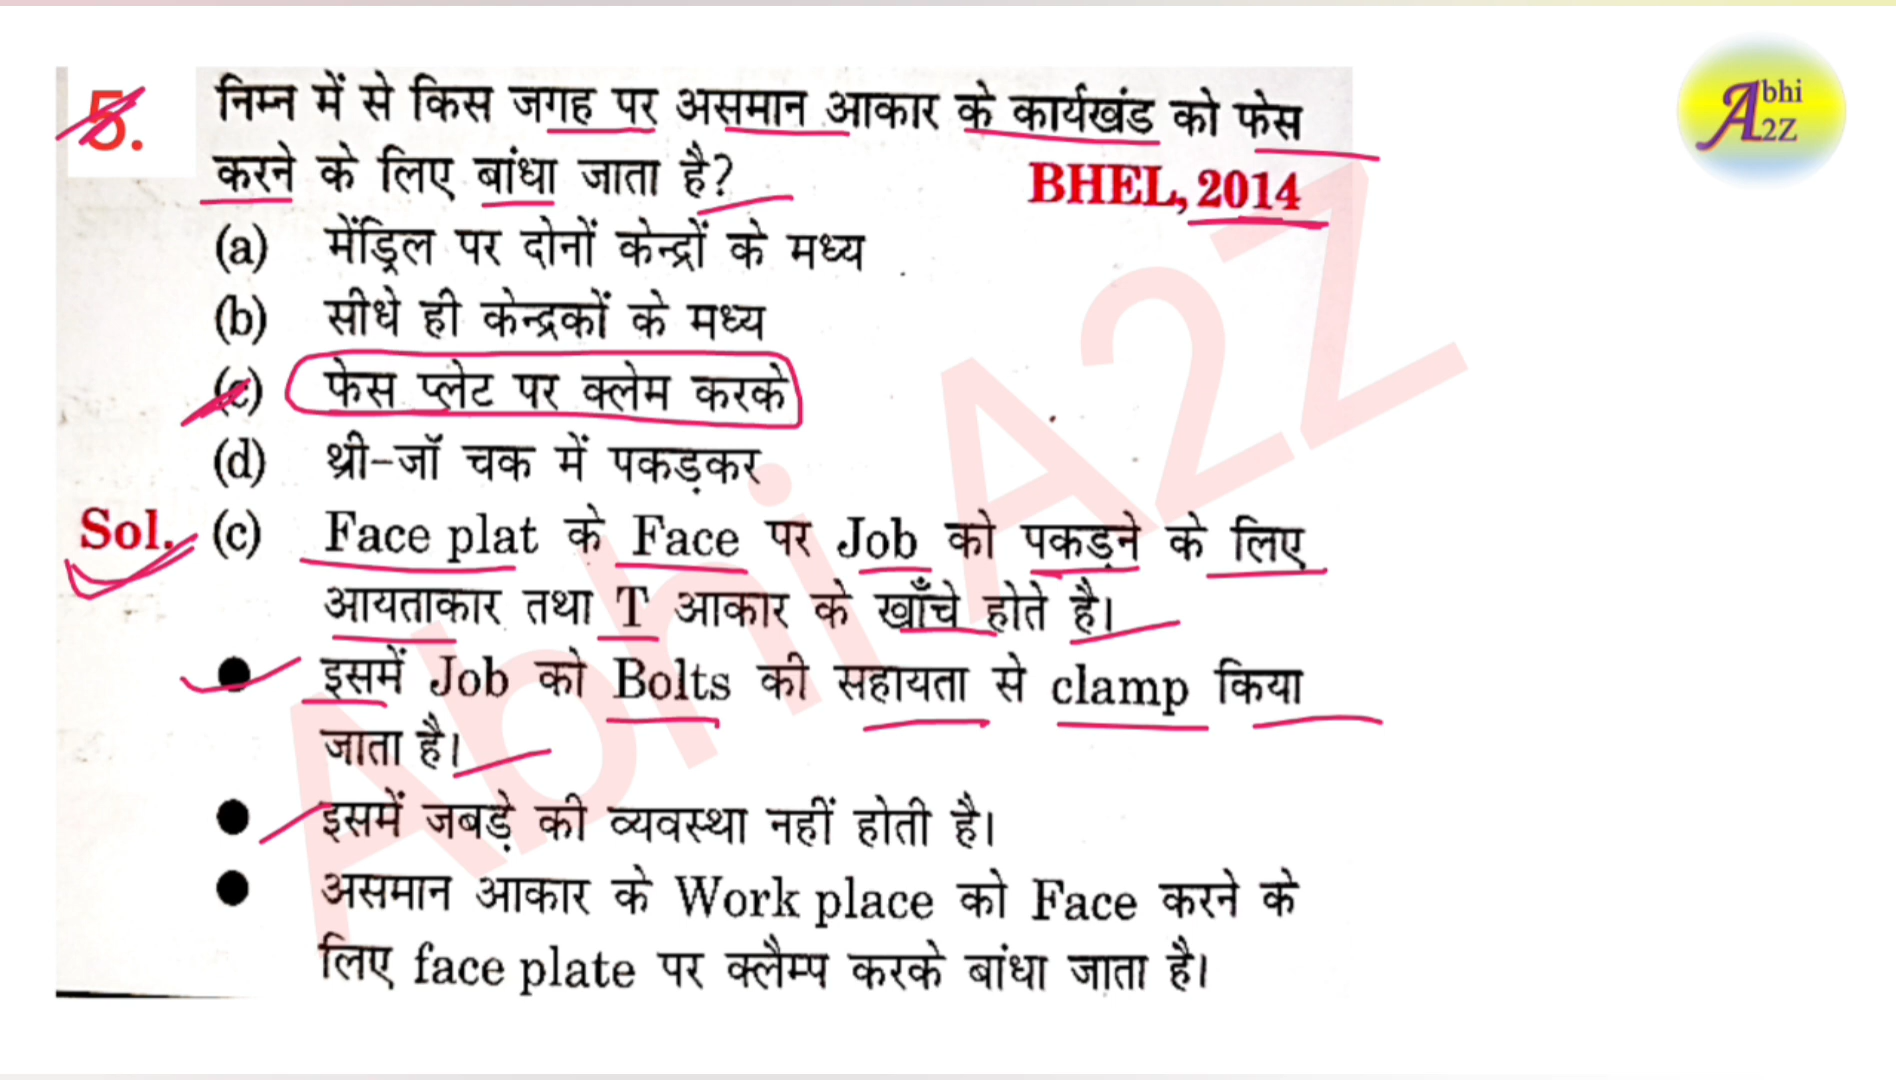 Abhi
A2Z
5. निम्न में से किस जगह पर असमान आकार के कार्यखंड को फेस
करने के लिए बांधा जाता है?
BHEL, 2014
(a) मेंड्रिल पर दोनों केन्द्रों के मध्य
(b) सीधे ही केन्द्रकों के मध्य
(c) फेस प्लेट पर क्लेम करके
(d) थ्री-जॉ चक में पकड़कर
Sol. (c) Face plat के Face पर Job को पकड़ने के लिए
आयताकार तथा T आकार के खाँचे होते है।
● इसमें Job को Bolts की सहायता से clamp किया
जाता है।
● इसमें जबड़े की व्यवस्था नहीं होती है।
● असमान आकार के Work place को Face करने के
लिए face plate पर क्लैम्प करके बांधा जाता है।
Abhi A2Z